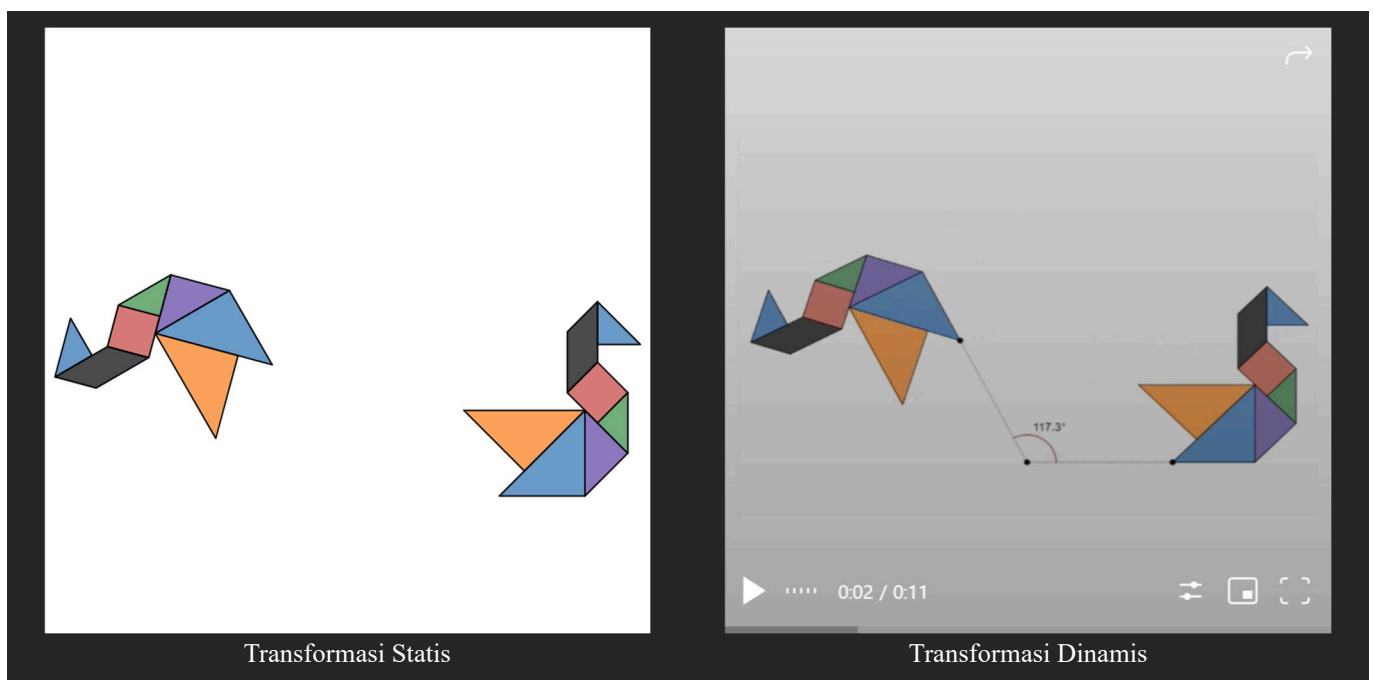 117.3°
0:02 / 0:11
Transformasi Statis
Transformasi Dinamis